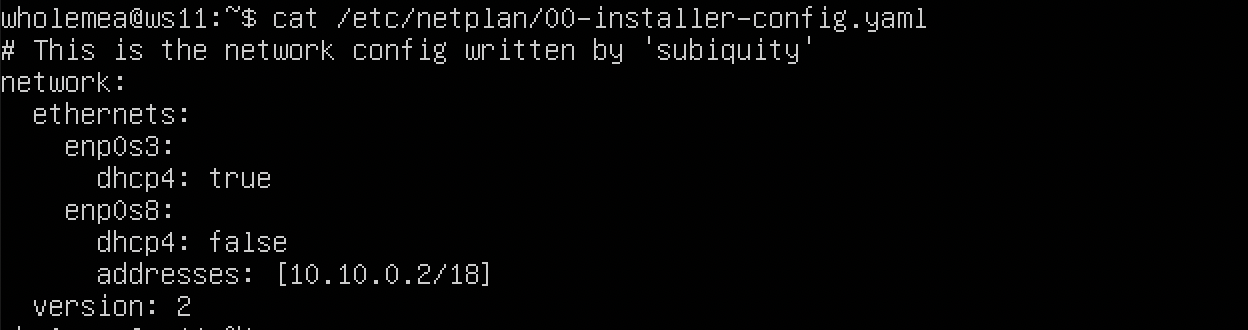 wholemea@ws11:~$ cat /etc/netplan/00-installer-config.yaml
# This is the network config written by 'subiquity'
network:
  ethernets:
    enp0s3:
      dhcp4: true
    enp0s8:
      dhcp4: false
      addresses: [10.10.0.2/18]
  version: 2